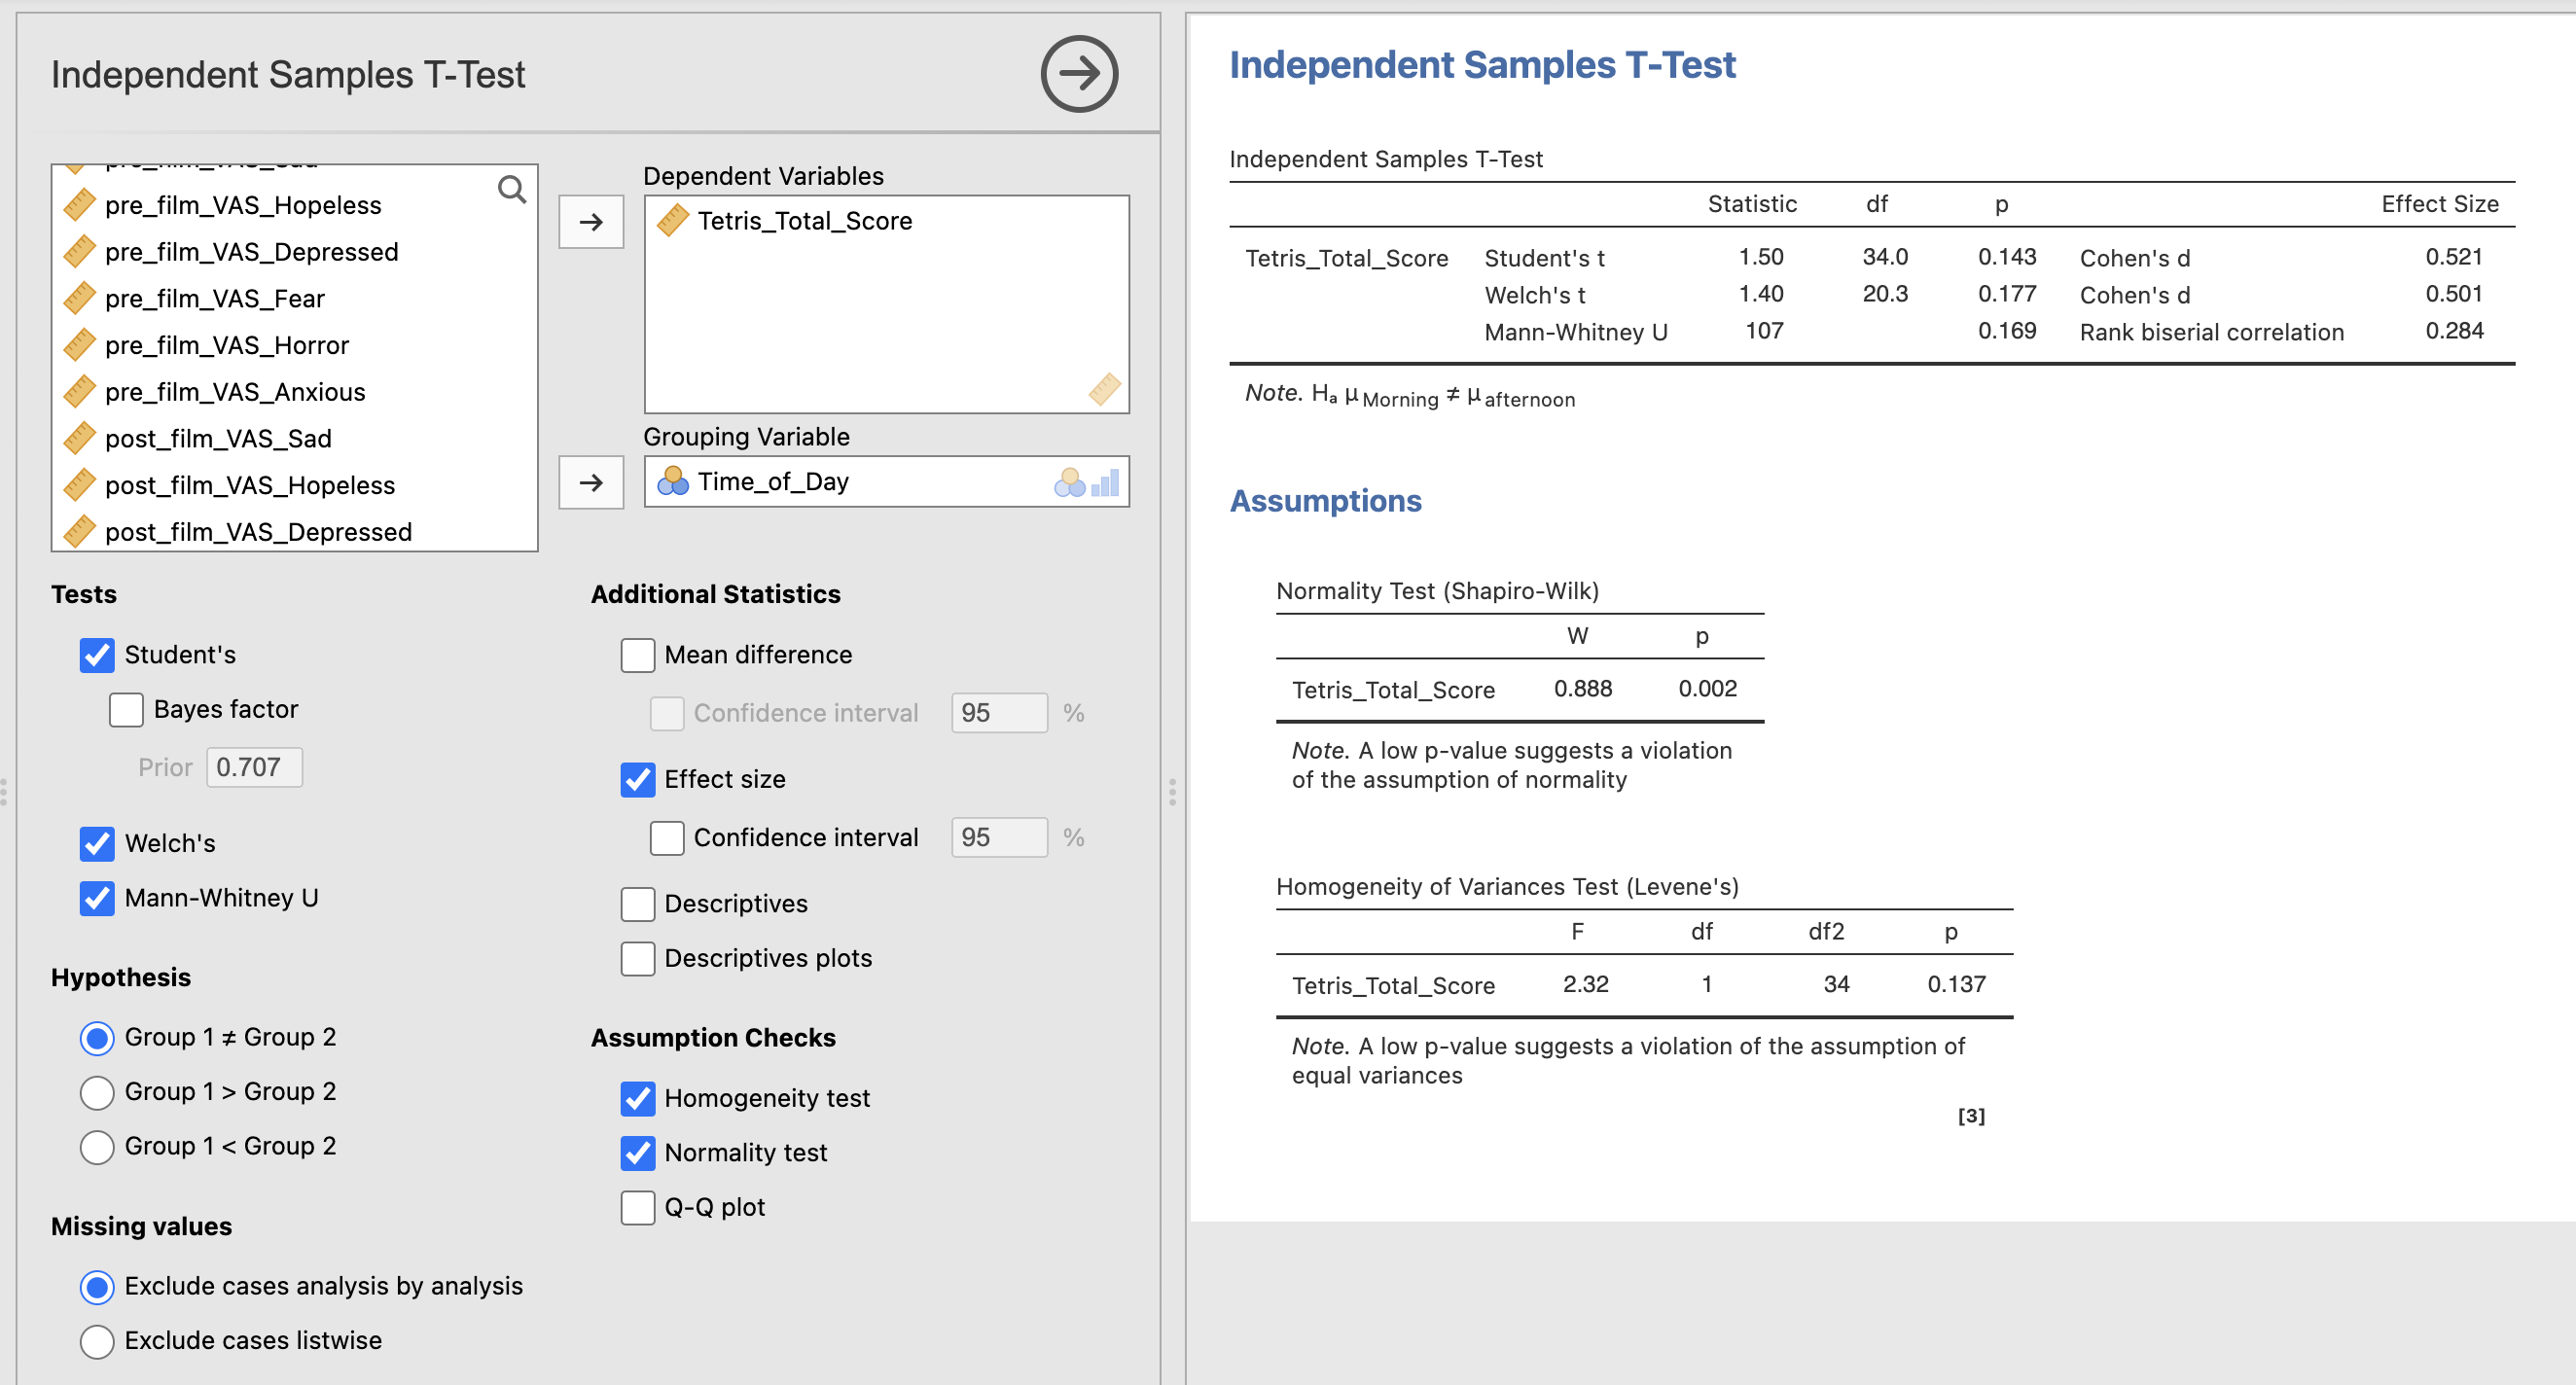 Independent Samples T-Test
pre_film_VAS_Sad
pre_film_VAS_Hopeless
pre_film_VAS_Depressed
pre_film_VAS_Fear
pre_film_VAS_Horror
pre_film_VAS_Anxious
post_film_VAS_Sad
post_film_VAS_Hopeless
post_film_VAS_Depressed
Dependent Variables
Tetris_Total_Score
Grouping Variable
Time_of_Day
Tests
Student's
Bayes factor
Prior 0.707
Welch's
Mann-Whitney U
Hypothesis
Group 1 ≠ Group 2
Group 1 > Group 2
Group 1 < Group 2
Missing values
Exclude cases analysis by analysis
Exclude cases listwise
Additional Statistics
Mean difference
Confidence interval 95 %
Effect size
Confidence interval 95 %
Descriptives
Descriptives plots
Assumption Checks
Homogeneity test
Normality test
Q-Q plot
Independent Samples T-Test
Independent Samples T-Test
Statistic df p Effect Size
Tetris_Total_Score Student's t 1.50 34.0 0.143 Cohen's d 0.521
Welch's t 1.40 20.3 0.177 Cohen's d 0.501
Mann-Whitney U 107 0.169 Rank biserial correlation 0.284
Note. Hₐ μ Morning ≠ μ afternoon
Assumptions
Normality Test (Shapiro-Wilk)
W p
Tetris_Total_Score 0.888 0.002
Note. A low p-value suggests a violation
of the assumption of normality
Homogeneity of Variances Test (Levene's)
F df df2 p
Tetris_Total_Score 2.32 1 34 0.137
Note. A low p-value suggests a violation of the assumption of
equal variances
[3]